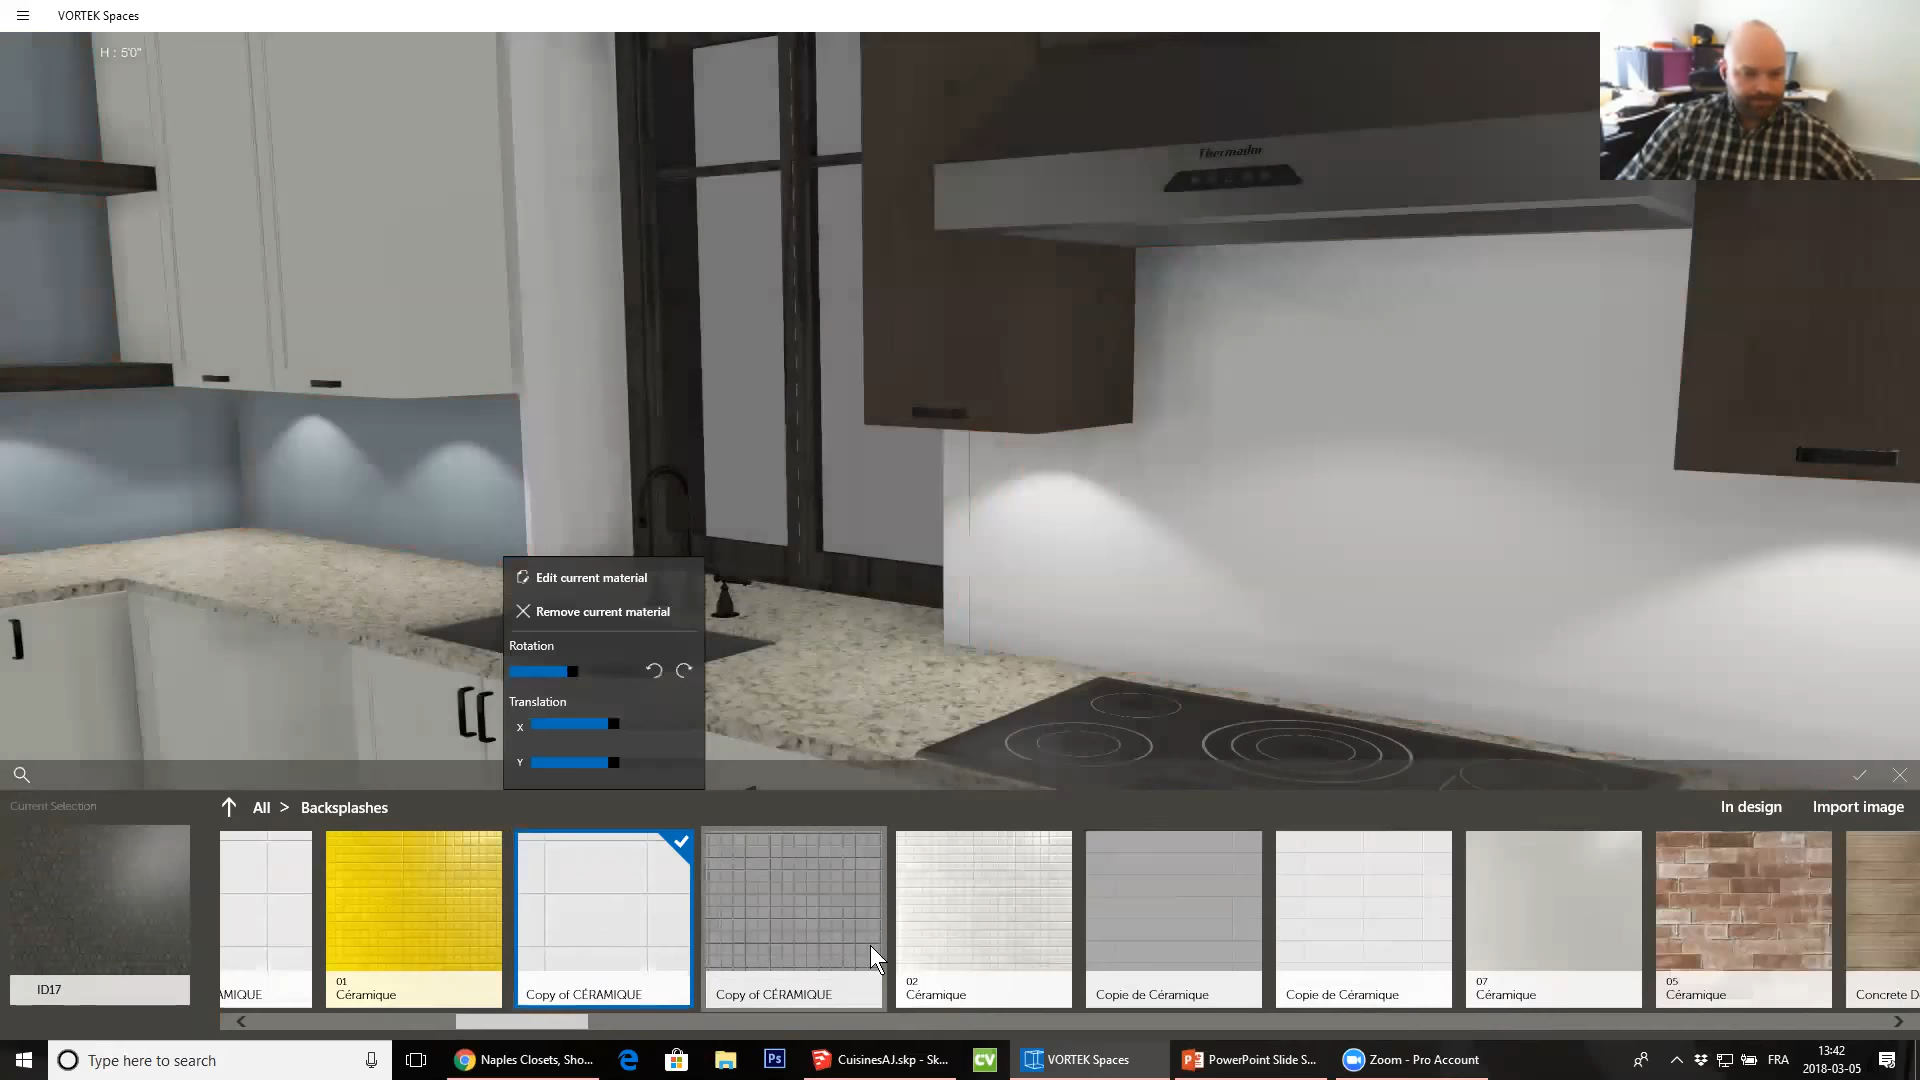 VORTEK Spaces
H : 5'0"
Thermador
Edit current material
Remove current material
Rotation
Translation
X
Y
Current Selection
All > Backsplashes
In design
Import image
ID17
AMIQUE
01
Céramique
Copy of CÉRAMIQUE
Copy of CÉRAMIQUE
02
Céramique
Copie de Céramique
Copie de Céramique
07
Céramique
05
Céramique
Concrete D
Type here to search
Naples Closets, Sho...
Ps
CuisinesAJ.skp - Sk...
CV
VORTEK Spaces
PowerPoint Slide S...
Zoom - Pro Account
FRA
13:42
2018-03-05